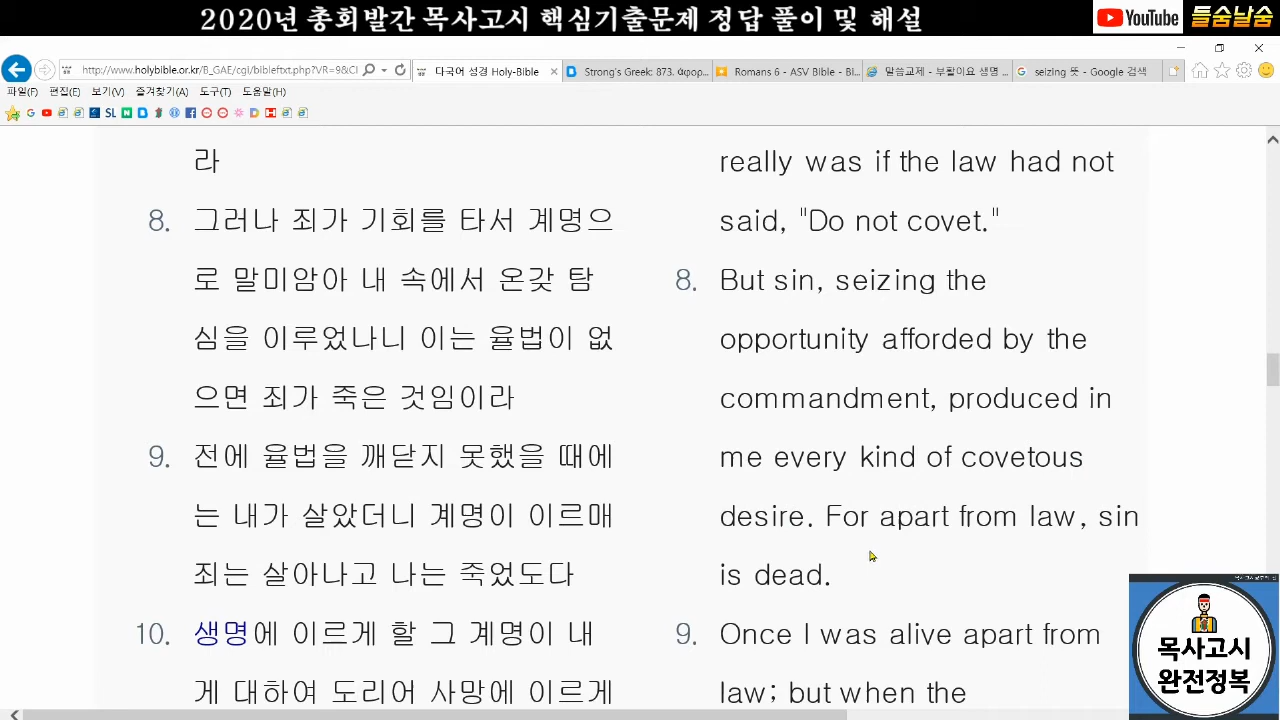 2020년 총회발간 목사고시 핵심기출문제 정답 풀이 및 해설
YouTube 들숨날숨
http://www.holybible.or.kr/B_GAE/cgi/bibleftxt.php?VR=9&CI
다국어 성경 Holy-Bible
Strong's Greek: 873. ἀφορ...
Romans 6 - ASV Bible - Bl...
말씀교제 - 부활이요 생명 ...
seizing 뜻 - Google 검색
파일(F) 편집(E) 보기(V) 즐겨찾기(A) 도구(T) 도움말(H)
라
8. 그러나 죄가 기회를 타서 계명으
로 말미암아 내 속에서 온갖 탐
심을 이루었나니 이는 율법이 없
으면 죄가 죽은 것임이라
9. 전에 율법을 깨닫지 못했을 때에
는 내가 살았더니 계명이 이르매
죄는 살아나고 나는 죽었도다
10. 생명에 이르게 할 그 계명이 내
게 대하여 도리어 사망에 이르게
really was if the law had not
said, "Do not covet."
8. But sin, seizing the
opportunity afforded by the
commandment, produced in
me every kind of covetous
desire. For apart from law, sin
is dead.
9. Once I was alive apart from
law; but when the
목사고시
완전정복